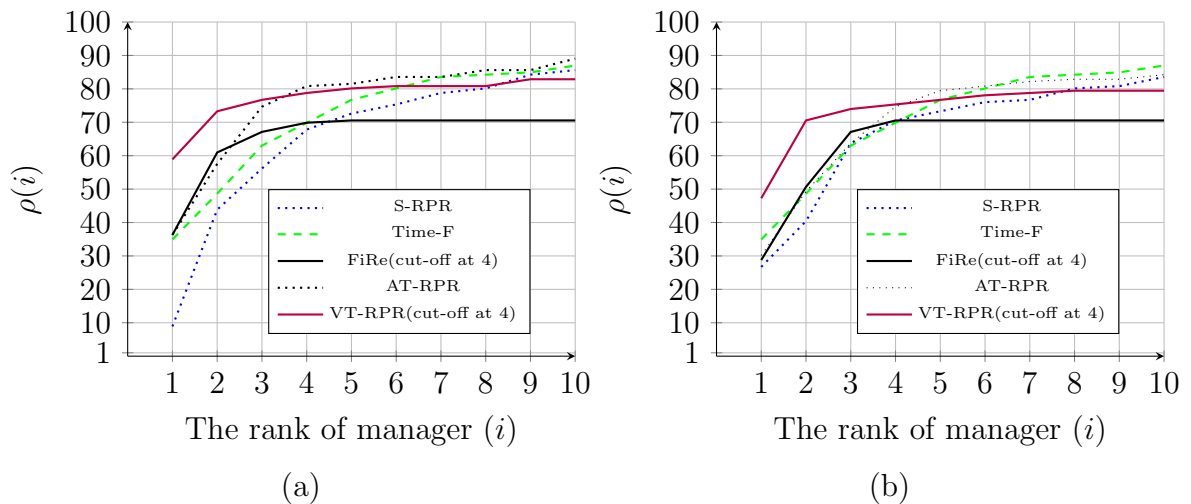 100
90
80
70
60
50
40
30
20
10
1
ρ(i)
S-RPR
Time-F
FiRe(cut-off at 4)
AT-RPR
VT-RPR(cut-off at 4)
1 2 3 4 5 6 7 8 9 10
The rank of manager (i)
(a)
100
90
80
70
60
50
40
30
20
10
1
ρ(i)
S-RPR
Time-F
FiRe(cut-off at 4)
AT-RPR
VT-RPR(cut-off at 4)
1 2 3 4 5 6 7 8 9 10
The rank of manager (i)
(b)